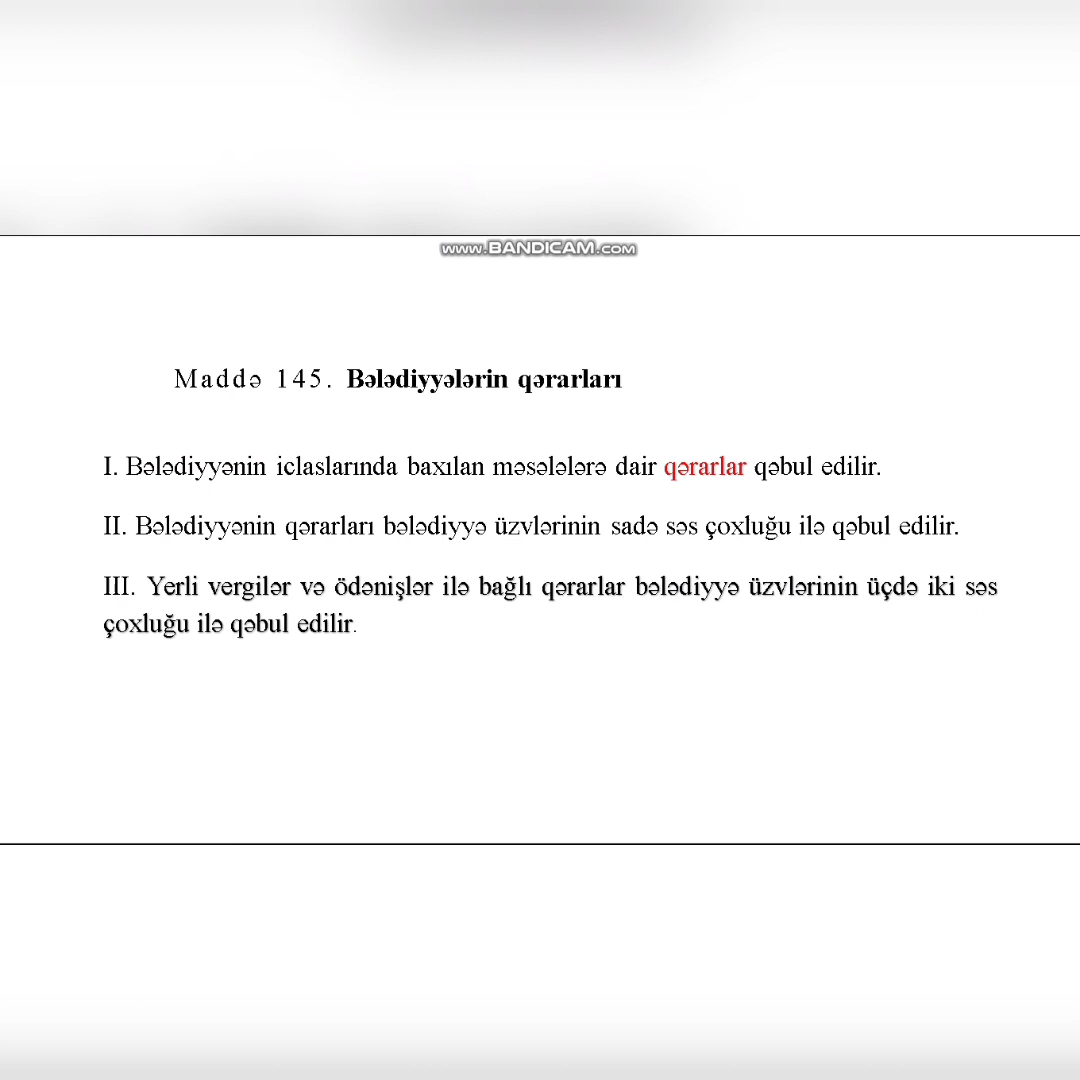 www.BANDICAM.com
Maddə 145. Bələdiyyələrin qərarları
I. Bələdiyyənin iclaslarında baxılan məsələlərə dair qərarlar qəbul edilir.
II. Bələdiyyənin qərarları bələdiyyə üzvlərinin sadə səs çoxluğu ilə qəbul edilir.
III. Yerli vergilər və ödənişlər ilə bağlı qərarlar bələdiyyə üzvlərinin üçdə iki səs
çoxluğu ilə qəbul edilir.